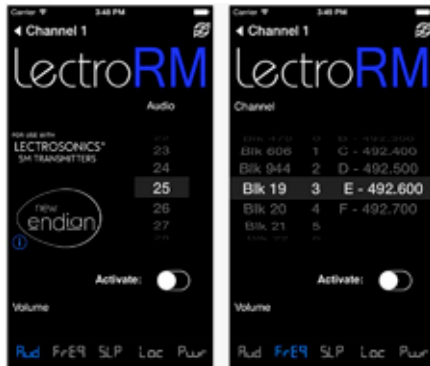 Carrier 3:48 PM
Channel 1
LectroRM
Audio
FOR USE WITH
LECTROSONICS
SM TRANSMITTERS
23
24
25
26
27
new
endian
Activate:
Volume
Aud FrE9 SLP Loc Pwr
Carrier 3:48 PM
Channel 1
LectroRM
Channel
Blk 606 1 C - 492.400
Blk 944 2 D - 492.500
Blk 19 3 E - 492.600
Blk 20 4 F - 492.700
Blk 21 5
Activate:
Volume
Aud FrE9 SLP Loc Pwr